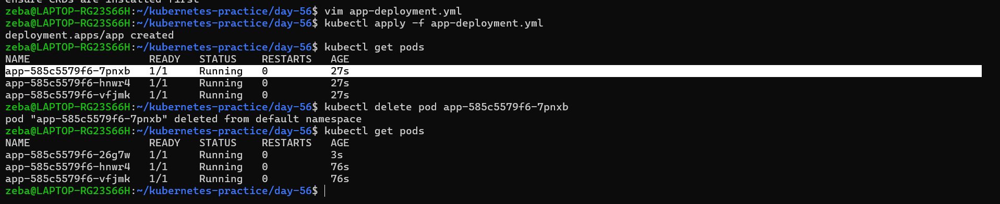 ensure CRDs are installed first
zeba@LAPTOP-RG23S66H:~/kubernetes-practice/day-56$ vim app-deployment.yml
zeba@LAPTOP-RG23S66H:~/kubernetes-practice/day-56$ kubectl apply -f app-deployment.yml
deployment.apps/app created
zeba@LAPTOP-RG23S66H:~/kubernetes-practice/day-56$ kubectl get pods
NAME                   READY   STATUS    RESTARTS   AGE
app-585c5579f6-7pnxb   1/1     Running   0          27s
app-585c5579f6-hnwr4   1/1     Running   0          27s
app-585c5579f6-vfjmk   1/1     Running   0          27s
zeba@LAPTOP-RG23S66H:~/kubernetes-practice/day-56$ kubectl delete pod app-585c5579f6-7pnxb
pod "app-585c5579f6-7pnxb" deleted from default namespace
zeba@LAPTOP-RG23S66H:~/kubernetes-practice/day-56$ kubectl get pods
NAME                   READY   STATUS    RESTARTS   AGE
app-585c5579f6-26g7w   1/1     Running   0          3s
app-585c5579f6-hnwr4   1/1     Running   0          76s
app-585c5579f6-vfjmk   1/1     Running   0          76s
zeba@LAPTOP-RG23S66H:~/kubernetes-practice/day-56$